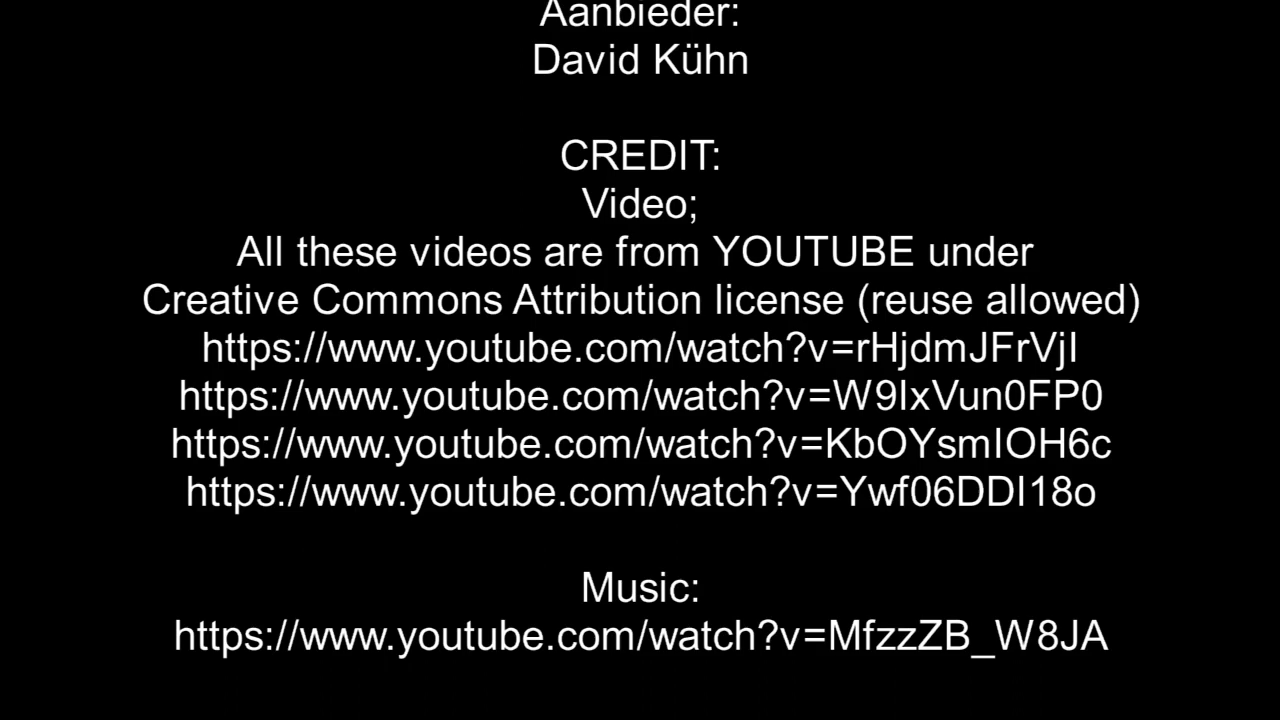 Aanbieder:
David Kühn
CREDIT:
Video;
All these videos are from YOUTUBE under
Creative Commons Attribution license (reuse allowed)
https://www.youtube.com/watch?v=rHjdmJFrVjI
https://www.youtube.com/watch?v=W9IxVun0FP0
https://www.youtube.com/watch?v=KbOYsmIOH6c
https://www.youtube.com/watch?v=Ywf06DDI18o
Music:
https://www.youtube.com/watch?v=MfzzZB_W8JA